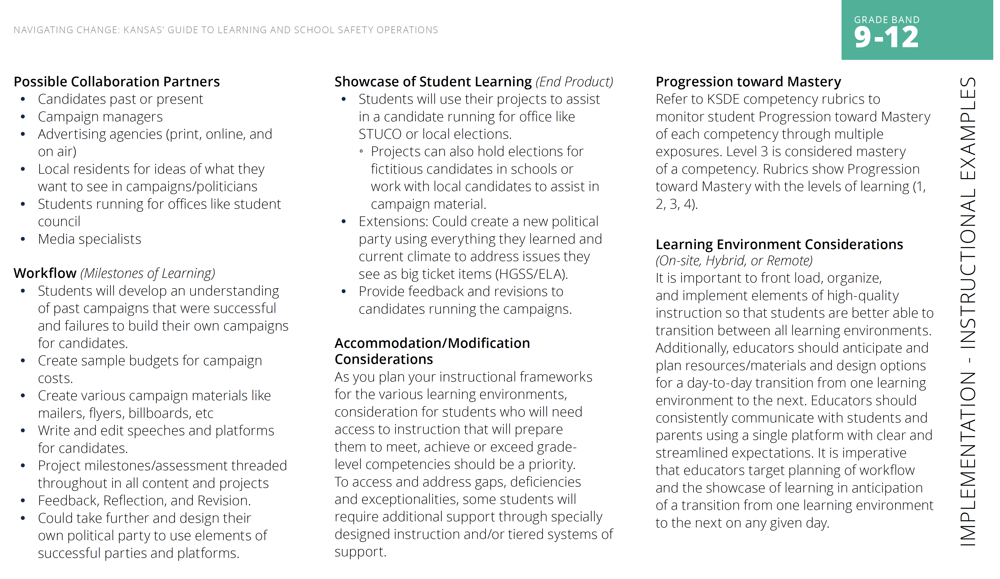 NAVIGATING CHANGE: KANSAS' GUIDE TO LEARNING AND SCHOOL SAFETY OPERATIONS
GRADE BAND
9-12
Possible Collaboration Partners
• Candidates past or present
• Campaign managers
• Advertising agencies (print, online, and
on air)
• Local residents for ideas of what they
want to see in campaigns/politicians
• Students running for offices like student
council
• Media specialists
Workflow (Milestones of Learning)
• Students will develop an understanding
of past campaigns that were successful
and failures to build their own campaigns
for candidates.
• Create sample budgets for campaign
costs.
• Create various campaign materials like
mailers, flyers, billboards, etc
• Write and edit speeches and platforms
for candidates.
• Project milestones/assessment threaded
throughout in all content and projects
• Feedback, Reflection, and Revision.
• Could take further and design their
own political party to use elements of
successful parties and platforms.
Showcase of Student Learning (End Product)
• Students will use their projects to assist
in a candidate running for office like
STUCO or local elections.
° Projects can also hold elections for
fictitious candidates in schools or
work with local candidates to assist in
campaign material.
• Extensions: Could create a new political
party using everything they learned and
current climate to address issues they
see as big ticket items (HGSS/ELA).
• Provide feedback and revisions to
candidates running the campaigns.
Accommodation/Modification
Considerations
As you plan your instructional frameworks
for the various learning environments,
consideration for students who will need
access to instruction that will prepare
them to meet, achieve or exceed grade-
level competencies should be a priority.
To access and address gaps, deficiencies
and exceptionalities, some students will
require additional support through specially
designed instruction and/or tiered systems of
support.
Progression toward Mastery
Refer to KSDE competency rubrics to
monitor student Progression toward Mastery
of each competency through multiple
exposures. Level 3 is considered mastery
of a competency. Rubrics show Progression
toward Mastery with the levels of learning (1,
2, 3, 4).
Learning Environment Considerations
(On-site, Hybrid, or Remote)
It is important to front load, organize,
and implement elements of high-quality
instruction so that students are better able to
transition between all learning environments.
Additionally, educators should anticipate and
plan resources/materials and design options
for a day-to-day transition from one learning
environment to the next. Educators should
consistently communicate with students and
parents using a single platform with clear and
streamlined expectations. It is imperative
that educators target planning of workflow
and the showcase of learning in anticipation
of a transition from one learning environment
to the next on any given day.
IMPLEMENTATION - INSTRUCTIONAL EXAMPLES